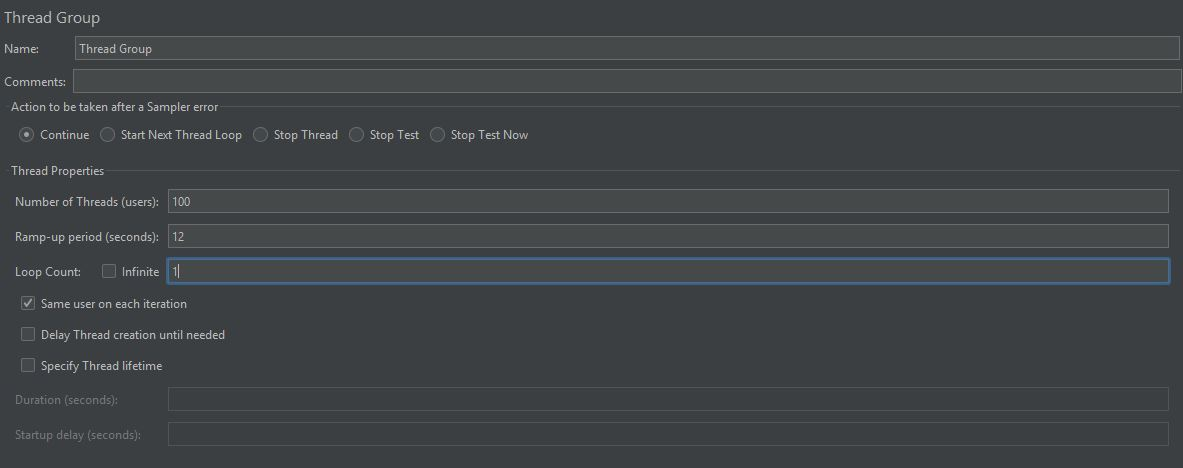 Thread Group
Name: Thread Group
Comments:
Action to be taken after a Sampler error
Continue Start Next Thread Loop Stop Thread Stop Test Stop Test Now
Thread Properties
Number of Threads (users): 100
Ramp-up period (seconds): 12
Loop Count: Infinite 1
Same user on each iteration
Delay Thread creation until needed
Specify Thread lifetime
Duration (seconds):
Startup delay (seconds):